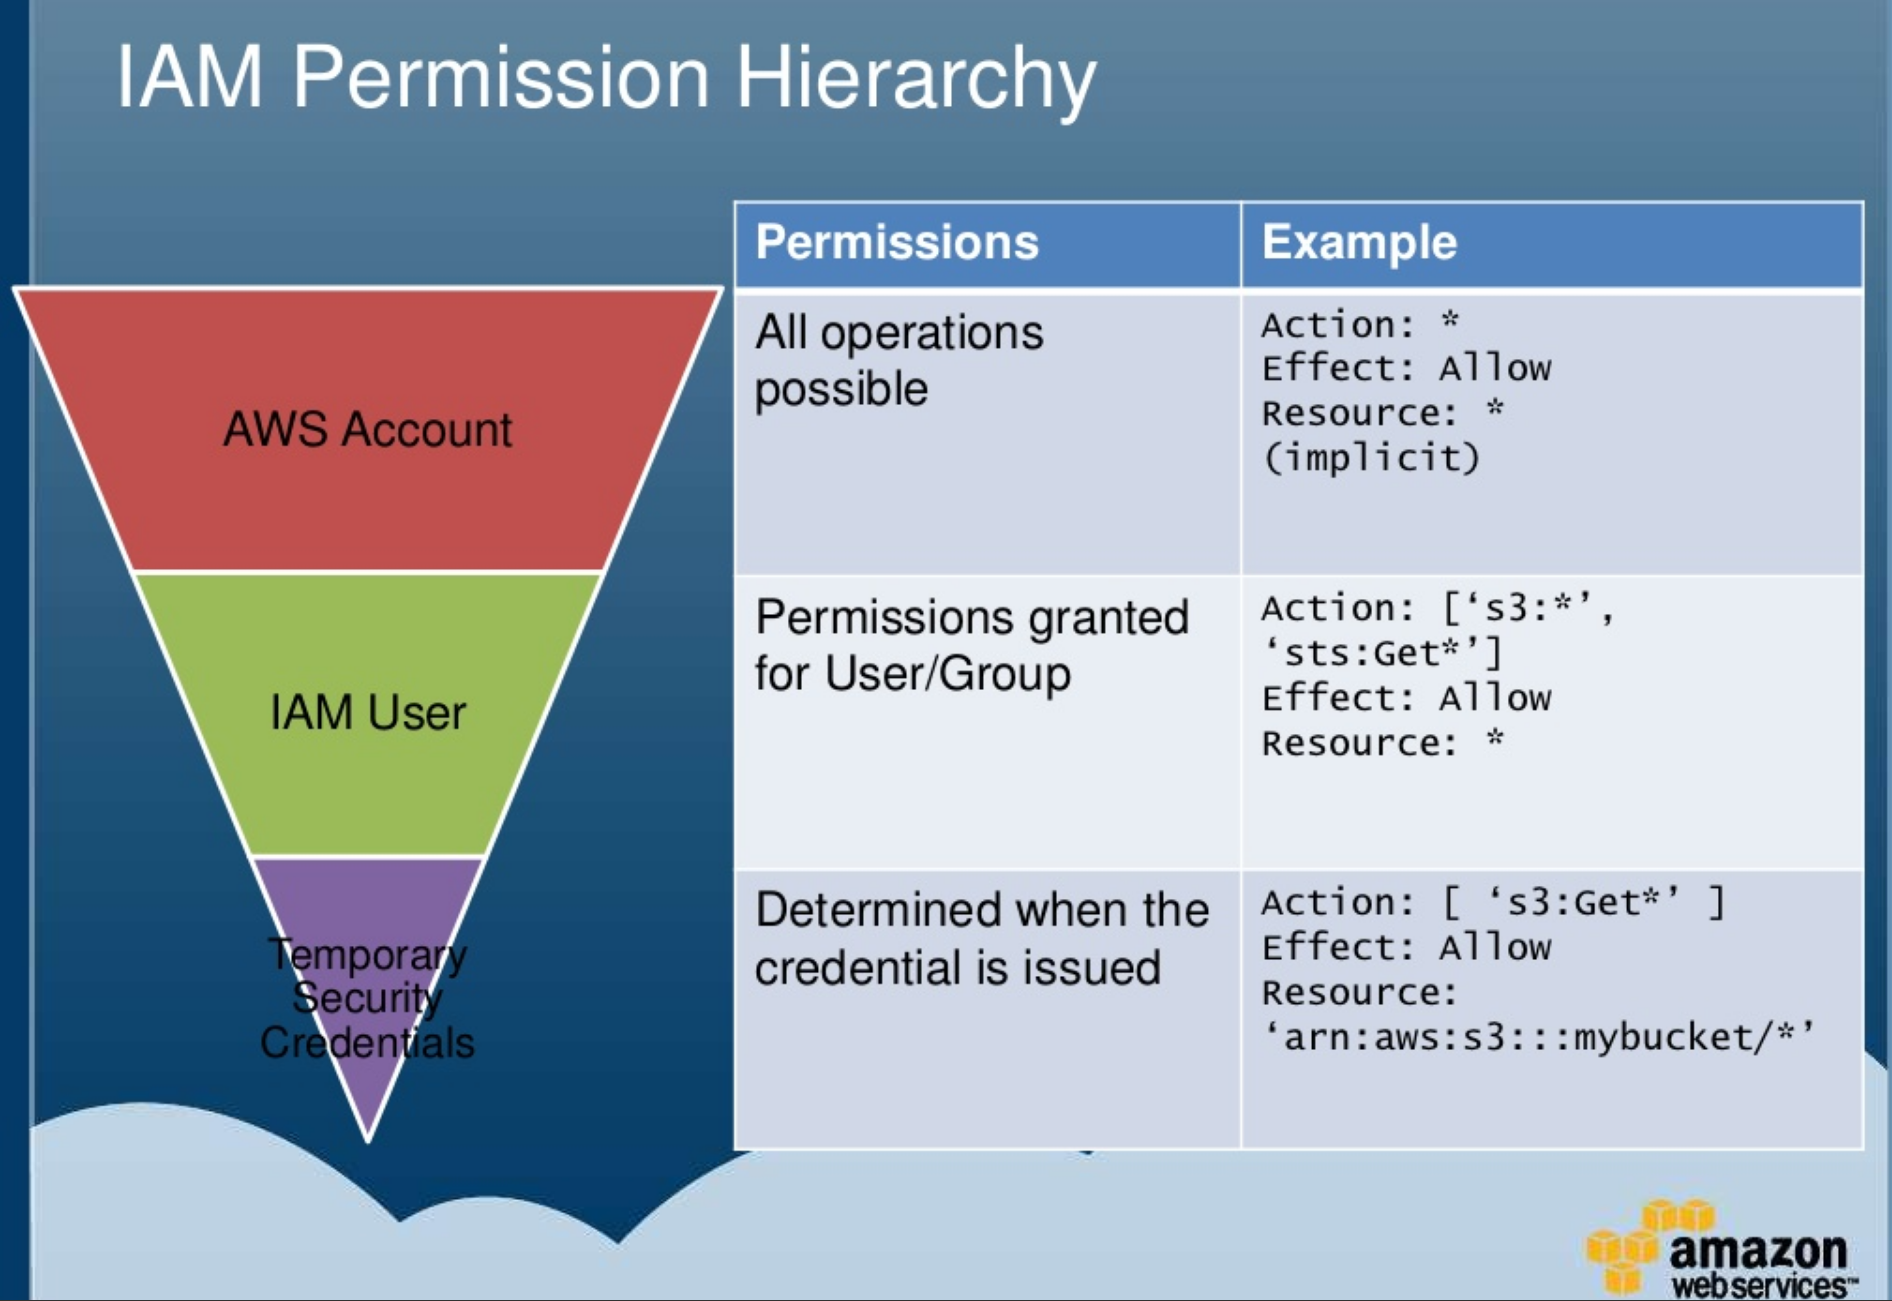 IAM Permission Hierarchy
Permissions
Example
AWS Account
All operations
possible
Action: *
Effect: Allow
Resource: *
(implicit)
IAM User
Permissions granted
for User/Group
Action: [‘s3:*’,
‘sts:Get*’]
Effect: Allow
Resource: *
Temporary
Security
Credentials
Determined when the
credential is issued
Action: [ ‘s3:Get*’ ]
Effect: Allow
Resource:
‘arn:aws:s3:::mybucket/*’
amazon
webservices™